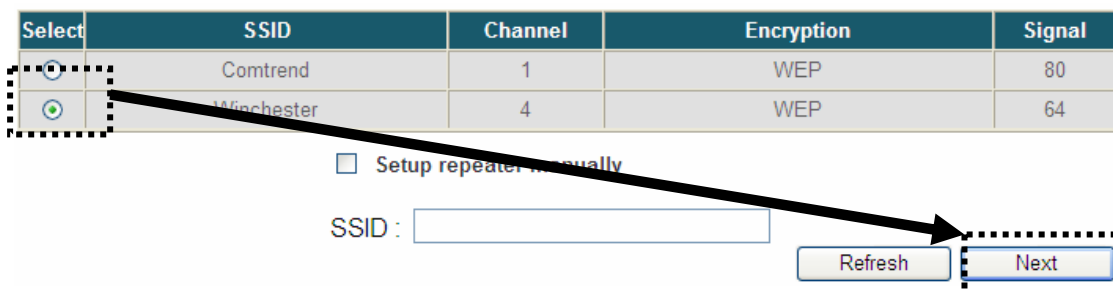 Select SSID Channel Encryption Signal
Comtrend 1 WEP 80
Winchester 4 WEP 64
Setup repeater manually
SSID :
Refresh Next